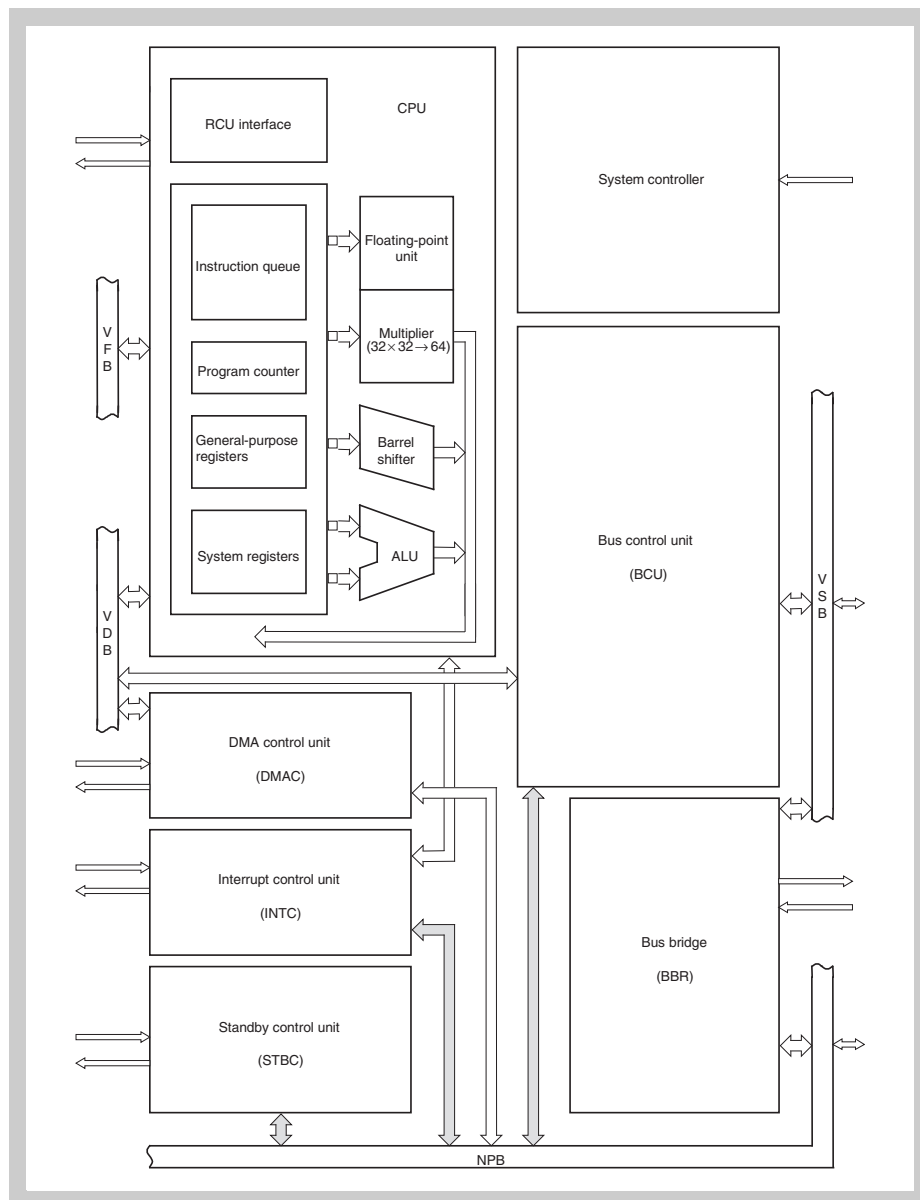 RCU interface
CPU
System controller
Instruction queue
Floating-point
unit
V
F
B
Multiplier
(32×32→64)
Program counter
General-purpose
registers
Barrel
shifter
System registers
ALU
Bus control unit
(BCU)
V
S
B
V
D
B
DMA control unit
(DMAC)
Interrupt control unit
(INTC)
Bus bridge
(BBR)
Standby control unit
(STBC)
NPB